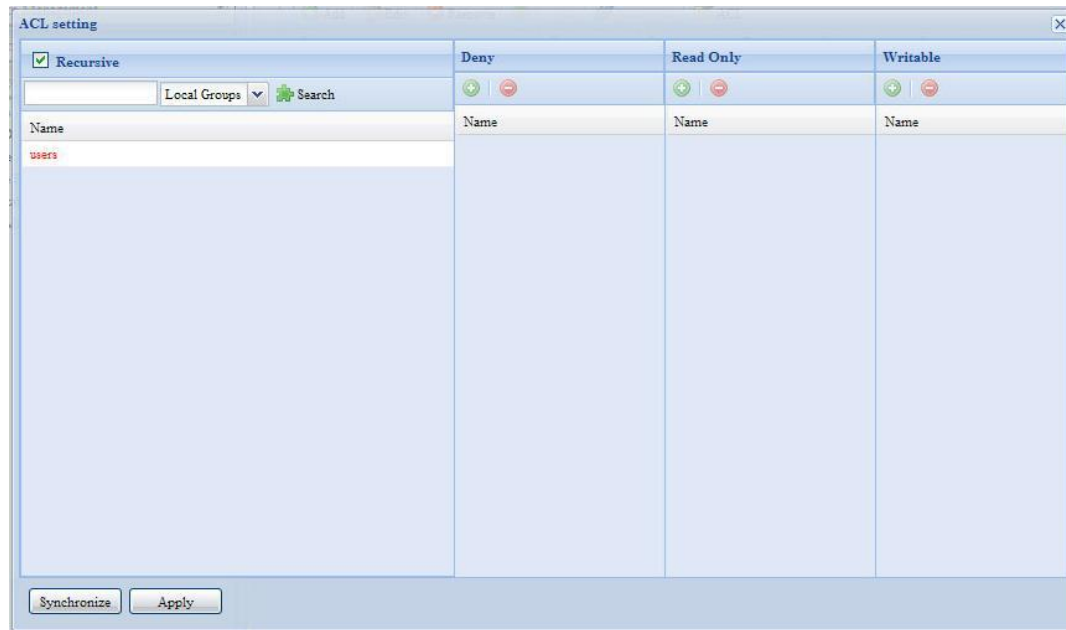 ACL setting
Recursive
Deny
Read Only
Writable
Local Groups
Search
Name
Name
Name
Name
users
Synchronize
Apply